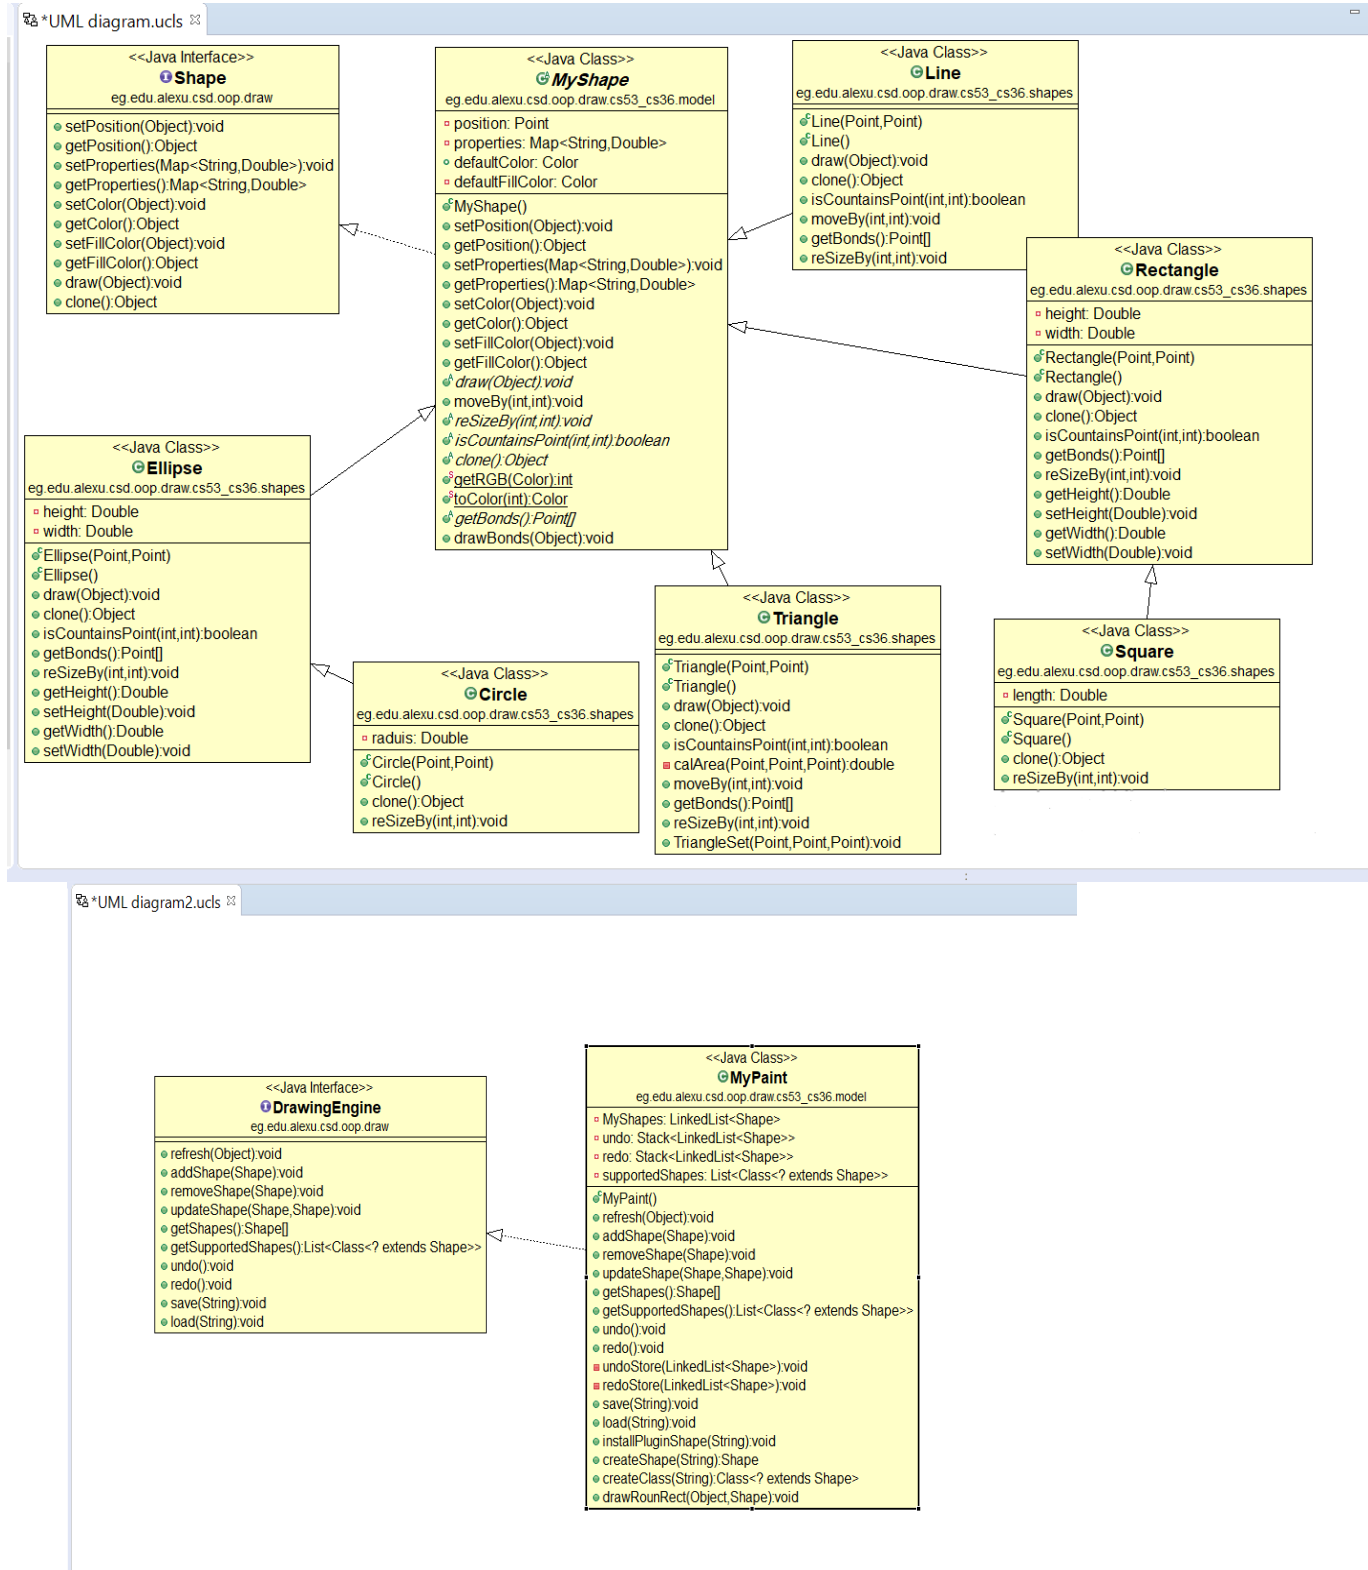 *UML diagram.ucls
<<Java Interface>>
Shape
eg.edu.alexu.csd.oop.draw
setPosition(Object):void
getPosition():Object
setProperties(Map<String,Double>):void
getProperties():Map<String,Double>
setColor(Object):void
getColor():Object
setFillColor(Object):void
getFillColor():Object
draw(Object):void
clone():Object
<<Java Class>>
MyShape
eg.edu.alexu.csd.oop.draw.cs53_cs36.model
position: Point
properties: Map<String,Double>
defaultColor: Color
defaultFillColor: Color
MyShape()
setPosition(Object):void
getPosition():Object
setProperties(Map<String,Double>):void
getProperties():Map<String,Double>
setColor(Object):void
getColor():Object
setFillColor(Object):void
getFillColor():Object
draw(Object):void
moveBy(int,int):void
reSizeBy(int,int):void
isCountainsPoint(int,int):boolean
clone():Object
getRGB(Color):int
toColor(int):Color
getBonds():Point[]
drawBonds(Object):void
<<Java Class>>
Line
eg.edu.alexu.csd.oop.draw.cs53_cs36.shapes
Line(Point,Point)
Line()
draw(Object):void
clone():Object
isCountainsPoint(int,int):boolean
moveBy(int,int):void
getBonds():Point[]
reSizeBy(int,int):void
<<Java Class>>
Rectangle
eg.edu.alexu.csd.oop.draw.cs53_cs36.shapes
height: Double
width: Double
Rectangle(Point,Point)
Rectangle()
draw(Object):void
clone():Object
isCountainsPoint(int,int):boolean
getBonds():Point[]
reSizeBy(int,int):void
getHeight():Double
setHeight(Double):void
getWidth():Double
setWidth(Double):void
<<Java Class>>
Ellipse
eg.edu.alexu.csd.oop.draw.cs53_cs36.shapes
height: Double
width: Double
Ellipse(Point,Point)
Ellipse()
draw(Object):void
clone():Object
isCountainsPoint(int,int):boolean
getBonds():Point[]
reSizeBy(int,int):void
getHeight():Double
setHeight(Double):void
getWidth():Double
setWidth(Double):void
<<Java Class>>
Circle
eg.edu.alexu.csd.oop.draw.cs53_cs36.shapes
raduis: Double
Circle(Point,Point)
Circle()
clone():Object
reSizeBy(int,int):void
<<Java Class>>
Triangle
eg.edu.alexu.csd.oop.draw.cs53_cs36.shapes
Triangle(Point,Point)
Triangle()
draw(Object):void
clone():Object
isCountainsPoint(int,int):boolean
calArea(Point,Point,Point):double
moveBy(int,int):void
getBonds():Point[]
reSizeBy(int,int):void
TriangleSet(Point,Point,Point):void
<<Java Class>>
Square
eg.edu.alexu.csd.oop.draw.cs53_cs36.shapes
length: Double
Square(Point,Point)
Square()
clone():Object
reSizeBy(int,int):void
*UML diagram2.ucls
<<Java Interface>>
DrawingEngine
eg.edu.alexu.csd.oop.draw
refresh(Object):void
addShape(Shape):void
removeShape(Shape):void
updateShape(Shape,Shape):void
getShapes():Shape[]
getSupportedShapes():List<Class<? extends Shape>>
undo():void
redo():void
save(String):void
load(String):void
<<Java Class>>
MyPaint
eg.edu.alexu.csd.oop.draw.cs53_cs36.model
MyShapes: LinkedList<Shape>
undo: Stack<LinkedList<Shape>>
redo: Stack<LinkedList<Shape>>
supportedShapes: List<Class<? extends Shape>>
MyPaint()
refresh(Object):void
addShape(Shape):void
removeShape(Shape):void
updateShape(Shape,Shape):void
getShapes():Shape[]
getSupportedShapes():List<Class<? extends Shape>>
undo():void
redo():void
undoStore(LinkedList<Shape>):void
redoStore(LinkedList<Shape>):void
save(String):void
load(String):void
installPluginShape(String):void
createShape(String):Shape
createClass(String):Class<? extends Shape>
drawRounRect(Object,Shape):void